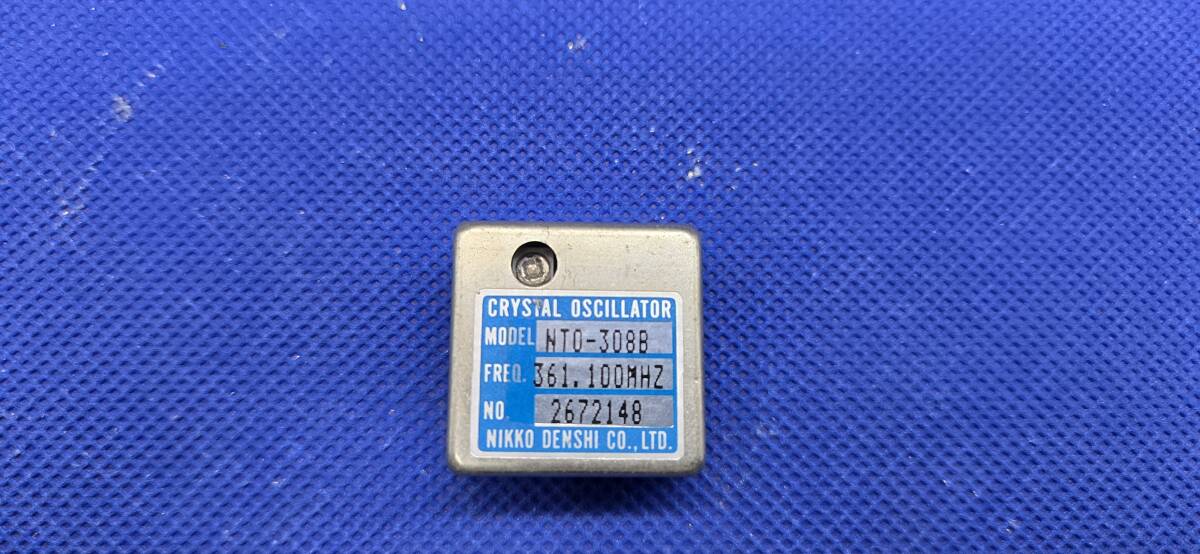 CRYSTAL OSCILLATOR
MODEL NTO-308B
FREQ. 361.100MHZ
NO. 2672148
NIKKO DENSHI CO.,LTD.